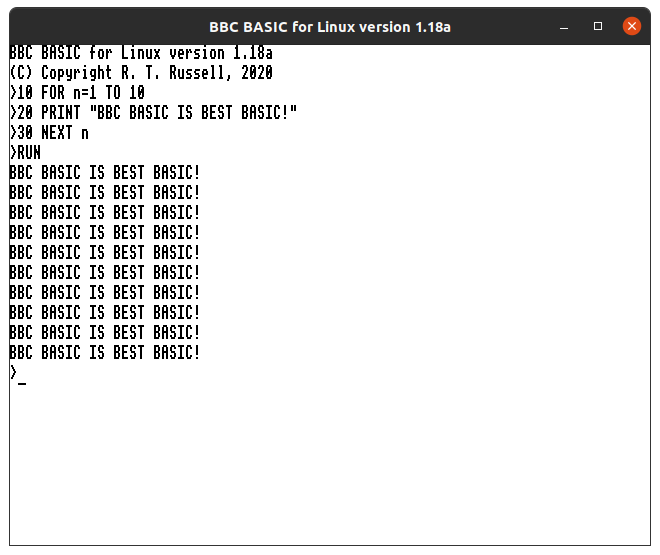 BBC BASIC for Linux version 1.18a
BBC BASIC for Linux version 1.18a
(C) Copyright R. T. Russell, 2020
>10 FOR n=1 TO 10
>20 PRINT "BBC BASIC IS BEST BASIC!"
>30 NEXT n
>RUN
BBC BASIC IS BEST BASIC!
BBC BASIC IS BEST BASIC!
BBC BASIC IS BEST BASIC!
BBC BASIC IS BEST BASIC!
BBC BASIC IS BEST BASIC!
BBC BASIC IS BEST BASIC!
BBC BASIC IS BEST BASIC!
BBC BASIC IS BEST BASIC!
BBC BASIC IS BEST BASIC!
BBC BASIC IS BEST BASIC!
>_